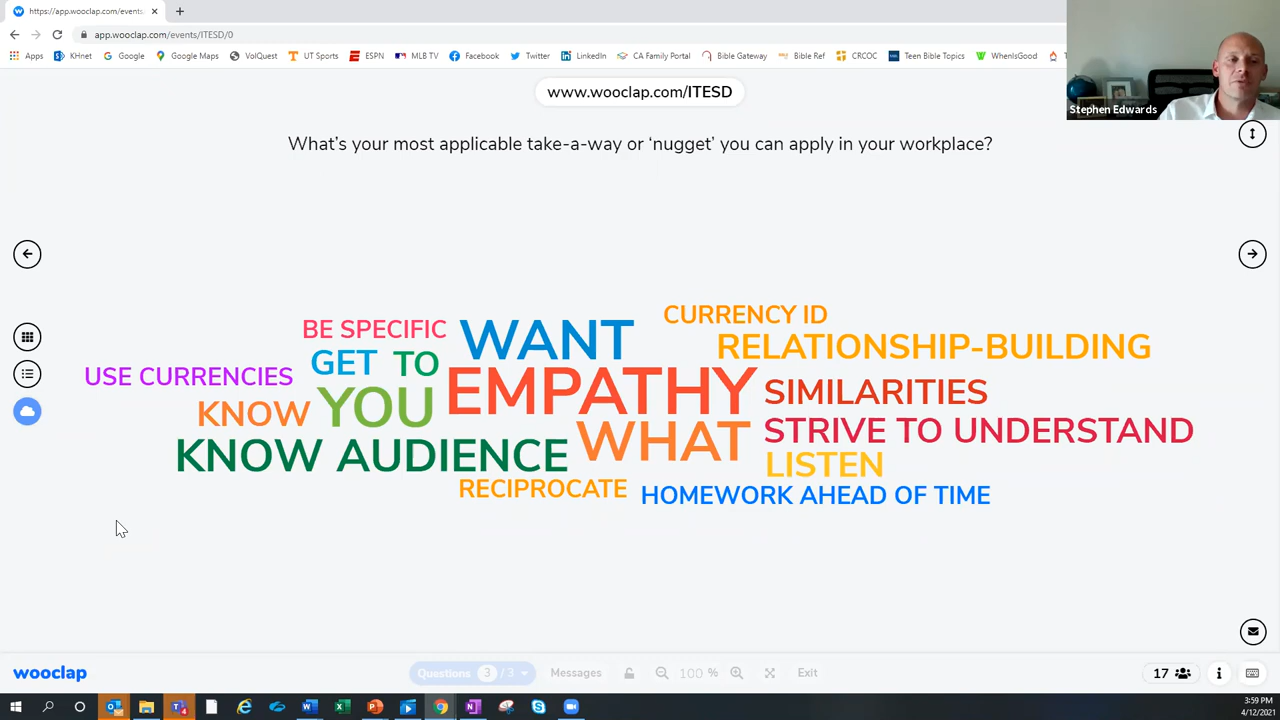 https://app.wooclap.com/events
app.wooclap.com/events/ITESD/0
Apps KHnet Google Google Maps VolQuest UT Sports ESPN MLB TV Facebook Twitter LinkedIn CA Family Portal Bible Gateway Bible Ref CRCOC Teen Bible Topics WhenIsGood
Stephen Edwards
www.wooclap.com/ITESD
What's your most applicable take-a-way or ‘nugget’ you can apply in your workplace?
CURRENCY ID
BE SPECIFIC WANT RELATIONSHIP-BUILDING
USE CURRENCIES GET TO EMPATHY SIMILARITIES
KNOW YOU WHAT STRIVE TO UNDERSTAND
KNOW AUDIENCE LISTEN
RECIPROCATE HOMEWORK AHEAD OF TIME
wooclap Questions 3 / 3 Messages 100 % Exit 17
3:59 PM
4/12/2021